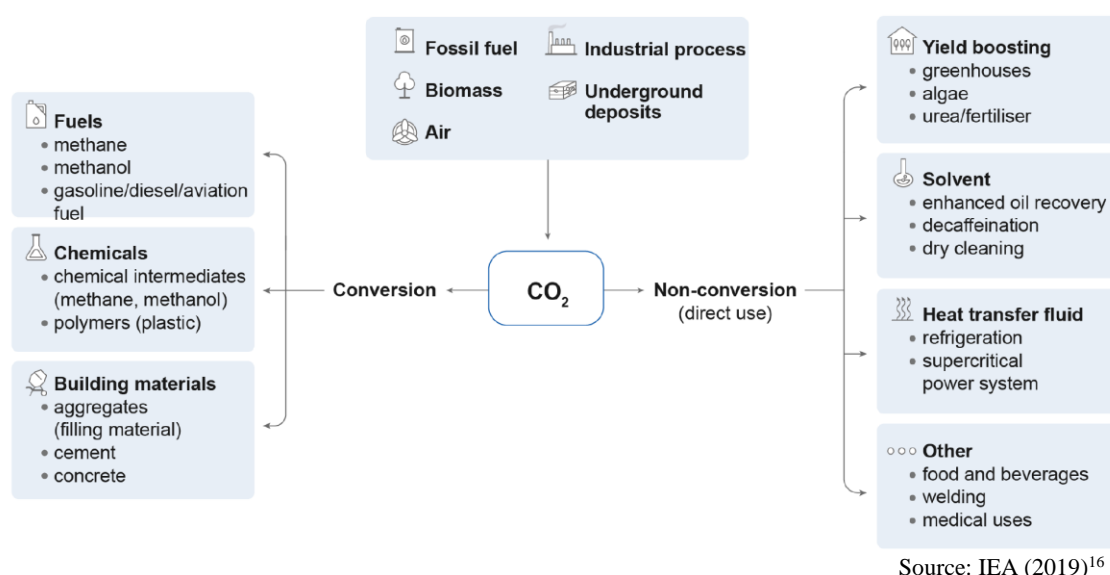 Fossil fuel
Biomass
Air
Industrial process
Underground
deposits
Fuels
• methane
• methanol
• gasoline/diesel/aviation
fuel
Chemicals
• chemical intermediates
(methane, methanol)
• polymers (plastic)
Building materials
• aggregates
(filling material)
• cement
• concrete
Conversion
CO₂
Non-conversion
(direct use)
Yield boosting
• greenhouses
• algae
• urea/fertiliser
Solvent
• enhanced oil recovery
• decaffeination
• dry cleaning
Heat transfer fluid
• refrigeration
• supercritical
power system
Other
• food and beverages
• welding
• medical uses
Source: IEA (2019)¹⁶